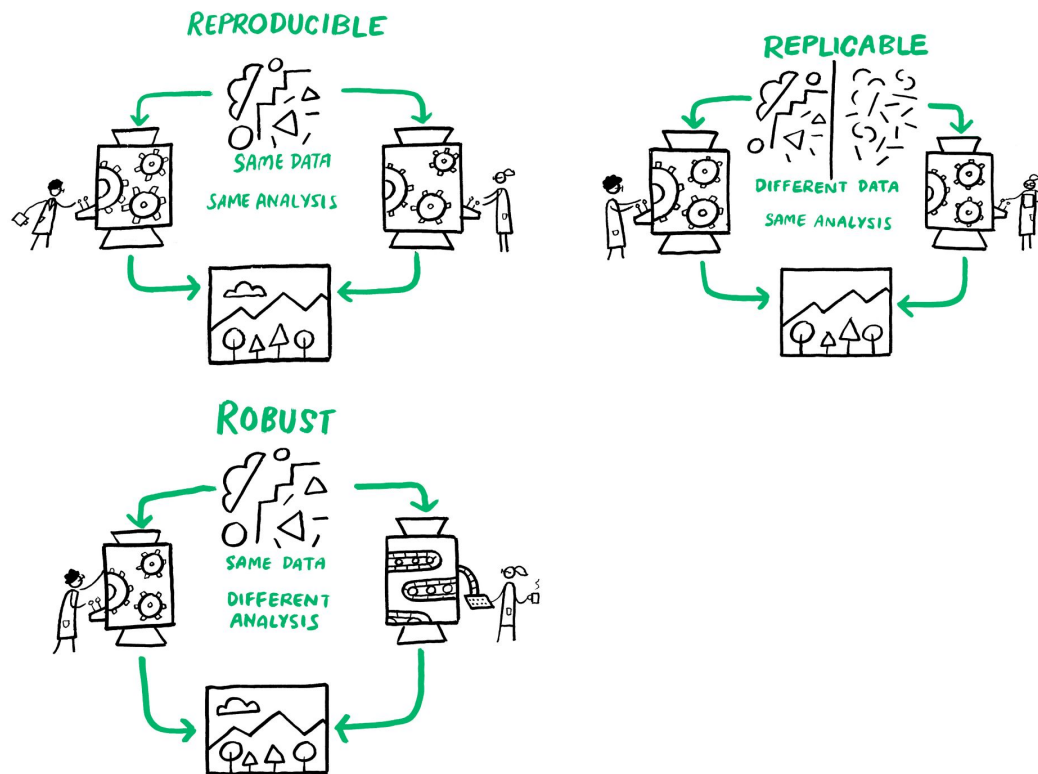 REPRODUCIBLE
SAME DATA
SAME ANALYSIS
REPLICABLE
DIFFERENT DATA
SAME ANALYSIS
ROBUST
SAME DATA
DIFFERENT
ANALYSIS